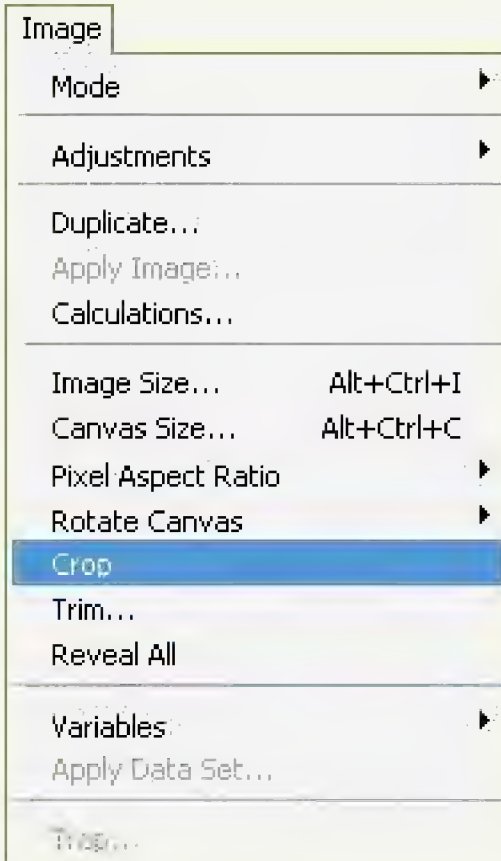 Image
Mode
Adjustments
Duplicate...
Apply Image...
Calculations...
Image Size... Alt+Ctrl+I
Canvas Size... Alt+Ctrl+C
Pixel Aspect Ratio
Rotate Canvas
Crop
Trim...
Reveal All
Variables
Apply Data Set...
Trap...